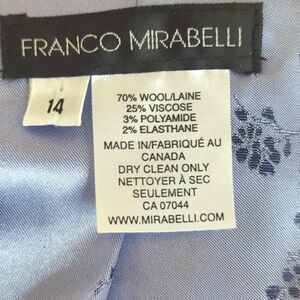 FRANCO MIRABELLI
14
70% WOOL/LAINE
25% VISCOSE
3% POLYAMIDE
2% ELASTHANE
MADE IN/FABRIQUÉ AU
CANADA
DRY CLEAN ONLY
NETTOYER À SEC
SEULEMENT
CA 07044
WWW.MIRABELLI.COM